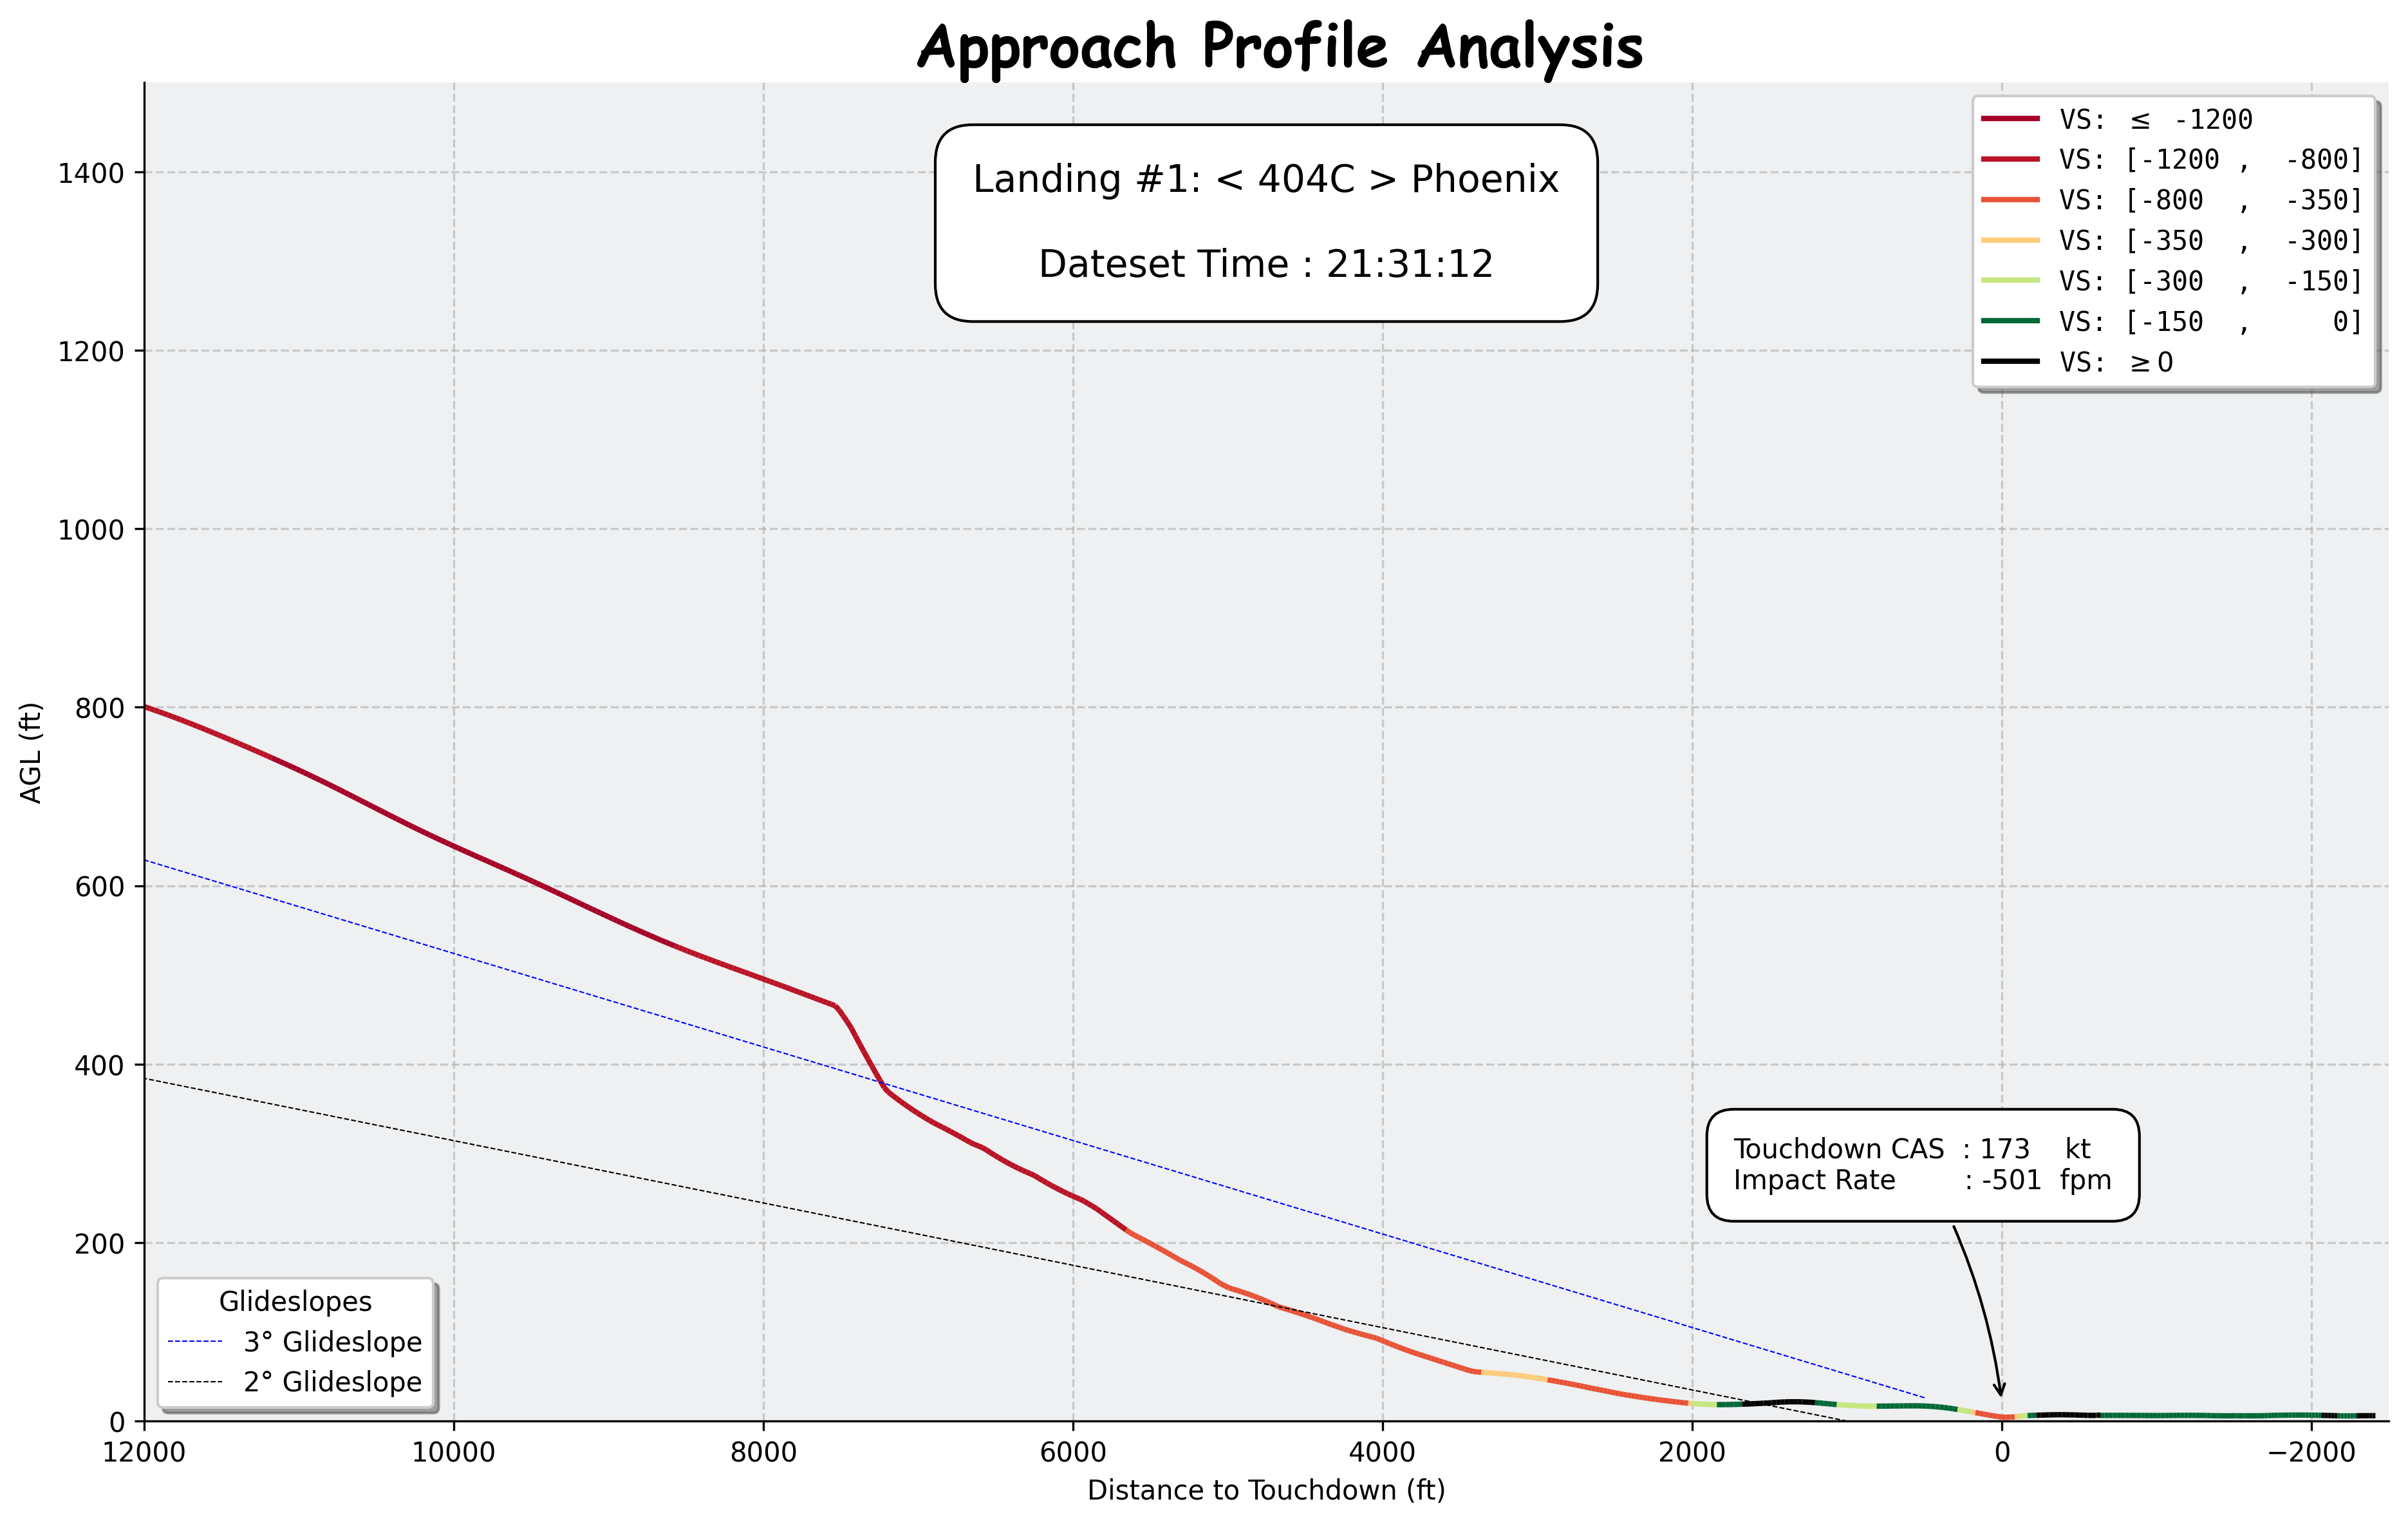 Approach Profile Analysis
Landing #1: < 404C > Phoenix
Dateset Time : 21:31:12
VS: ≤ -1200
VS: [-1200 , -800]
VS: [-800 , -350]
VS: [-350 , -300]
VS: [-300 , -150]
VS: [-150 , 0]
VS: ≥0
AGL (ft)
1400
1200
1000
800
600
400
200
0
Touchdown CAS : 173 kt
Impact Rate : -501 fpm
Glideslopes
3° Glideslope
2° Glideslope
12000 10000 8000 6000 4000 2000 0 −2000
Distance to Touchdown (ft)